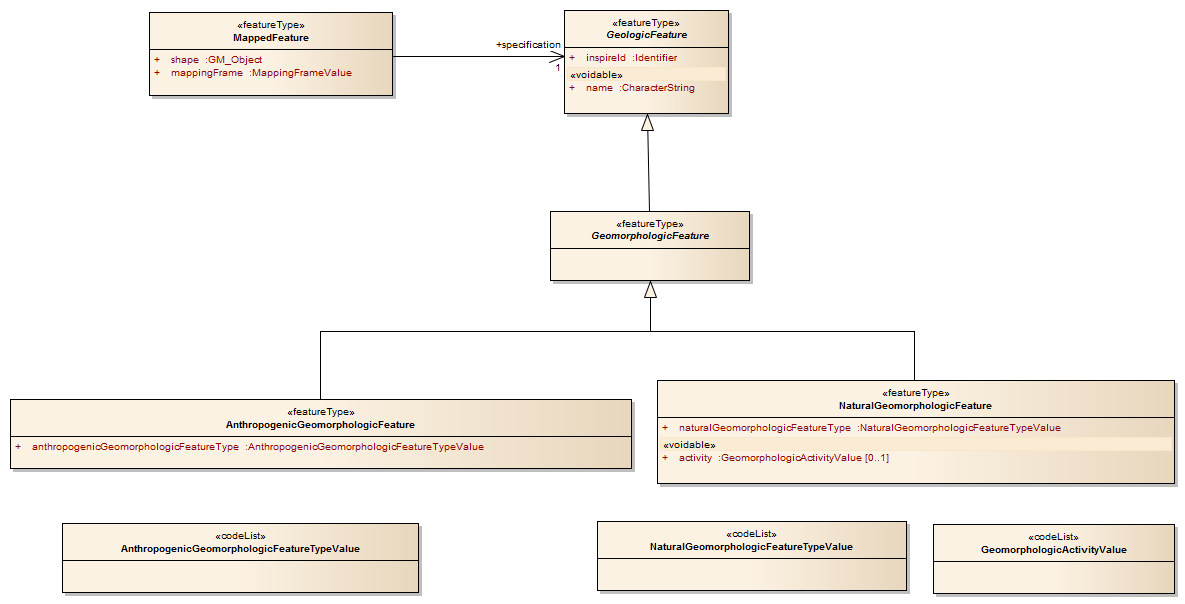 «featureType»
MappedFeature
+ shape :GM_Object
+ mappingFrame :MappingFrameValue
+specification
1
«featureType»
GeologicFeature
+ inspireId :Identifier
«voidable»
+ name :CharacterString
«featureType»
GeomorphologicFeature
«featureType»
AnthropogenicGeomorphologicFeature
+ anthropogenicGeomorphologicFeatureType :AnthropogenicGeomorphologicFeatureTypeValue
«featureType»
NaturalGeomorphologicFeature
+ naturalGeomorphologicFeatureType :NaturalGeomorphologicFeatureTypeValue
«voidable»
+ activity :GeomorphologicActivityValue [0..1]
«codeList»
AnthropogenicGeomorphologicFeatureTypeValue
«codeList»
NaturalGeomorphologicFeatureTypeValue
«codeList»
GeomorphologicActivityValue